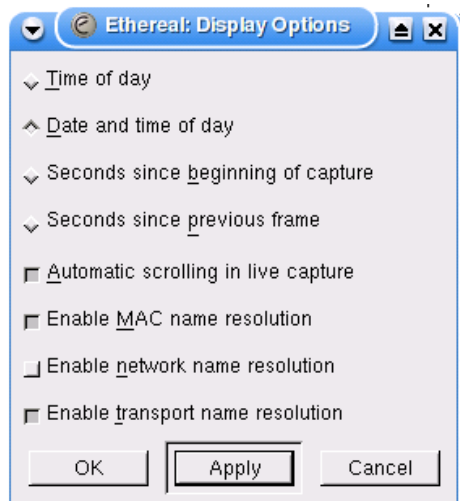 Ethereal: Display Options
Time of day
Date and time of day
Seconds since beginning of capture
Seconds since previous frame
Automatic scrolling in live capture
Enable MAC name resolution
Enable network name resolution
Enable transport name resolution
OK Apply Cancel